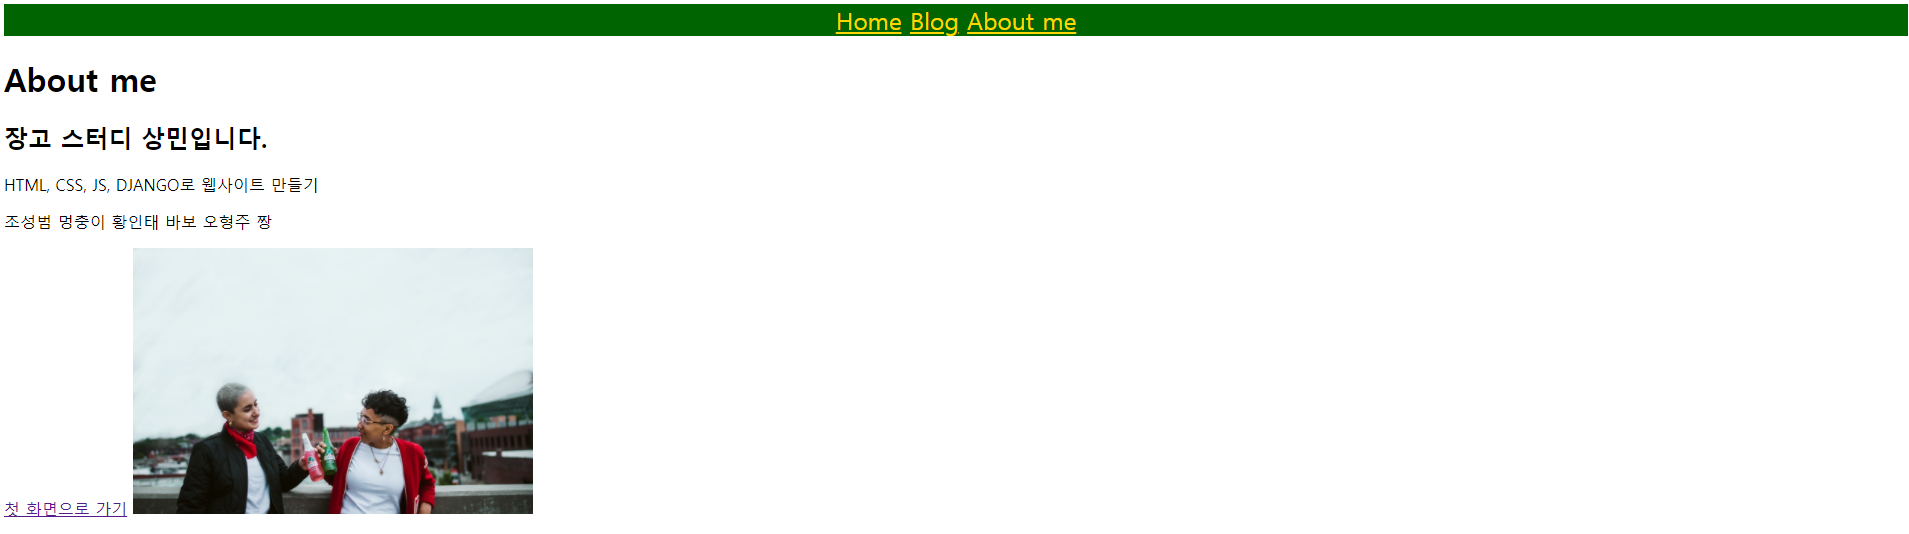 Home Blog About me
About me
장고 스터디 상민입니다.
HTML, CSS, JS, DJANGO로 웹사이트 만들기
조성범 멍충이 황인태 바보 오형주 짱
첫 화면으로 가기